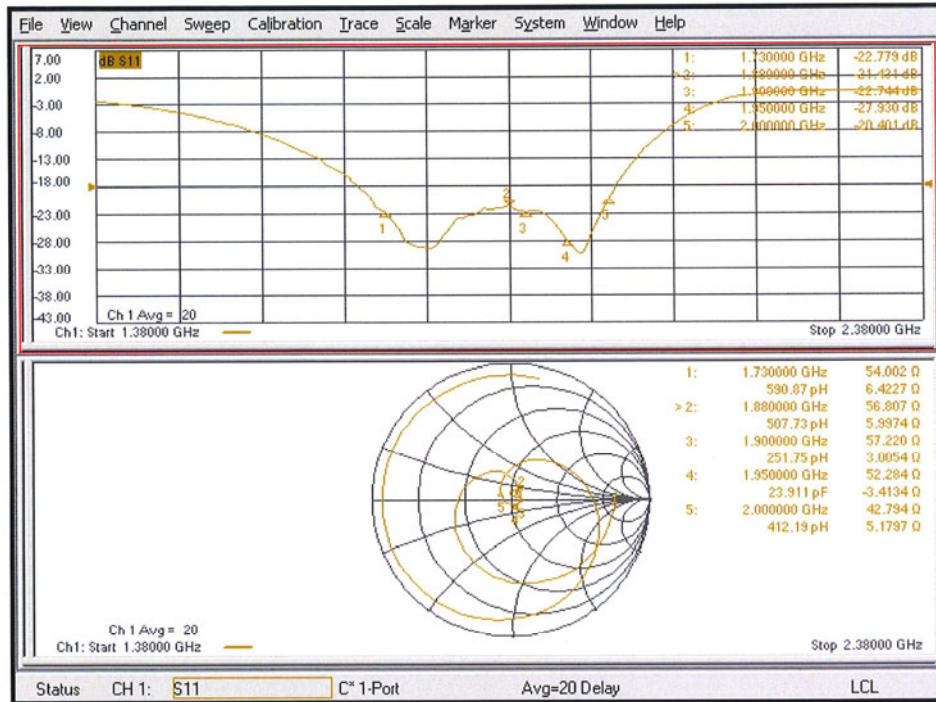 File View Channel Sweep Calibration Trace Scale Marker System Window Help
7.00
2.00
-3.00
-8.00
-13.00
-18.00
-23.00
-28.00
-33.00
-38.00
-43.00
dB S11
1: 1.730000 GHz -22.779 dB
>2: 1.880000 GHz -21.431 dB
3: 1.900000 GHz -22.744 dB
4: 1.950000 GHz -27.930 dB
5: 2.000000 GHz -20.401 dB
1
2
3
4
5
Ch 1 Avg = 20
Ch1: Start 1.38000 GHz
Stop 2.38000 GHz
1: 1.730000 GHz 54.002 Ω
590.87 pH 6.4227 Ω
>2: 1.880000 GHz 56.807 Ω
507.73 pH 5.9974 Ω
3: 1.900000 GHz 57.220 Ω
251.75 pH 3.0054 Ω
4: 1.950000 GHz 52.284 Ω
23.911 pF -3.4134 Ω
5: 2.000000 GHz 42.794 Ω
412.19 pH 5.1797 Ω
Ch 1 Avg = 20
Ch1: Start 1.38000 GHz
Stop 2.38000 GHz
Status CH 1: S11 C* 1-Port Avg=20 Delay LCL